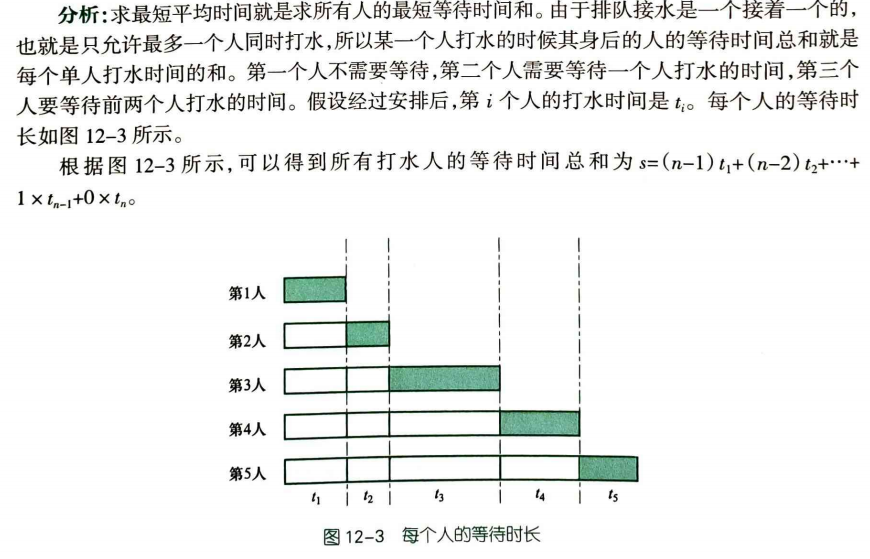 分析:求最短平均时间就是求所有人的最短等待时间和。由于排队接水是一个接着一个的,
也就是只允许最多一个人同时打水,所以某一个人打水的时候其身后的人的等待时间总和就是
每个单人打水时间的和。第一个人不需要等待,第二个人需要等待一个人打水的时间,第三个
人要等待前两个人打水的时间。假设经过安排后,第 i 个人的打水时间是 tᵢ。每个人的等待时
长如图 12-3 所示。
根据图 12-3 所示,可以得到所有打水人的等待时间总和为 s=(n-1) t₁+(n-2) t₂+⋯+
1×tₙ₋₁+0×tₙ。
第1人
第2人
第3人
第4人
第5人
t₁ t₂ t₃ t₄ t₅
图 12-3 每个人的等待时长